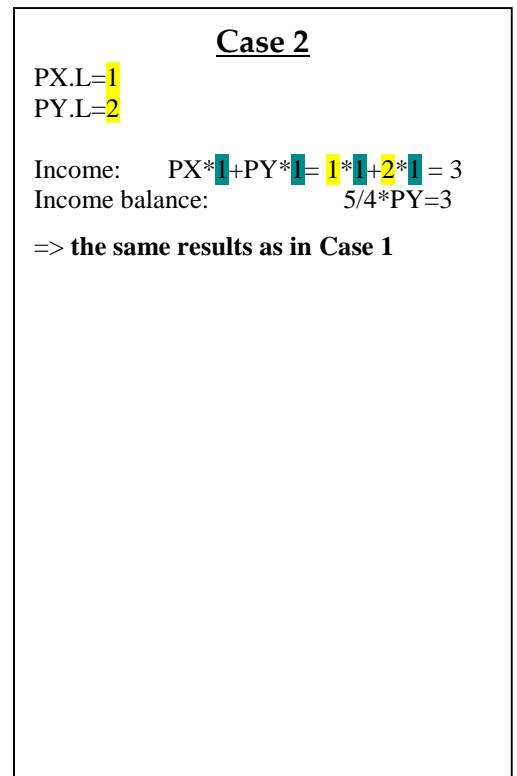 Case 2
PX.L=1
PY.L=2
Income: PX*1+PY*1= 1*1+2*1 = 3
Income balance: 5/4*PY=3
=> the same results as in Case 1